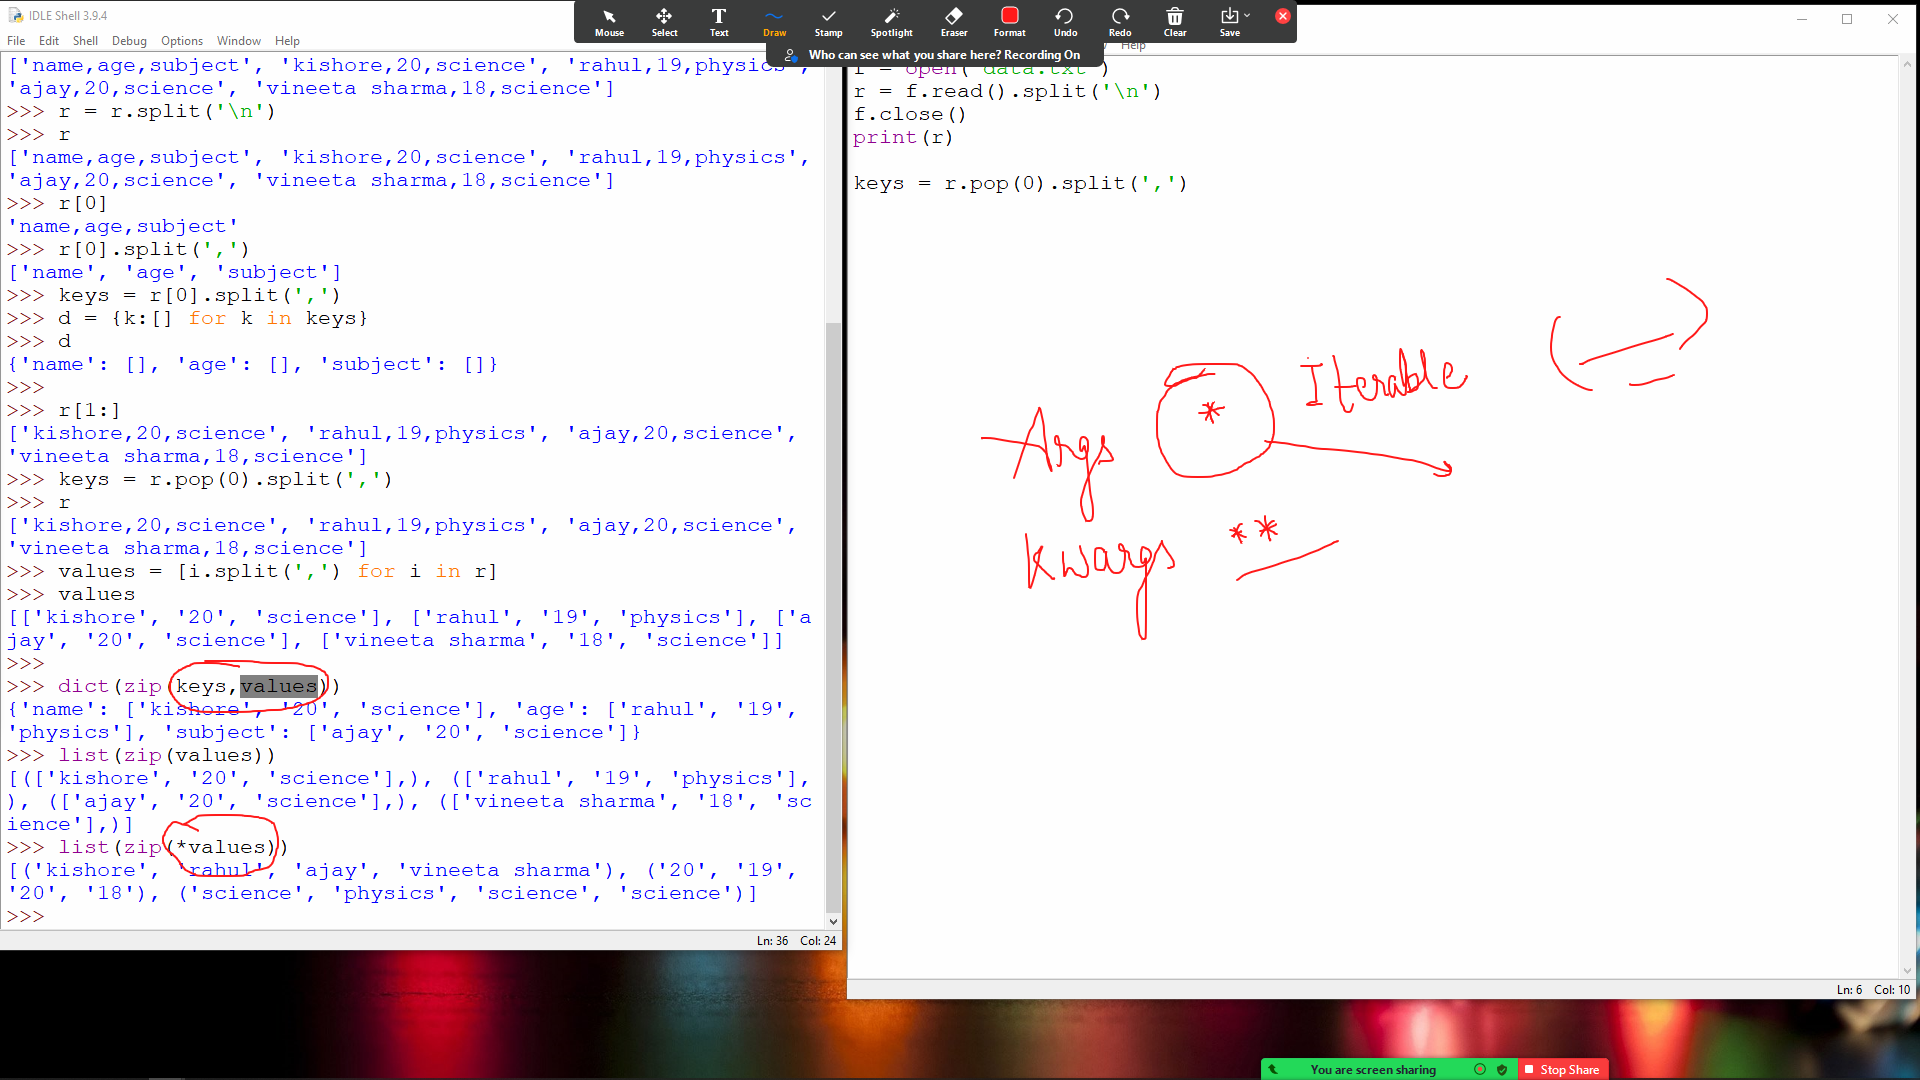 IDLE Shell 3.9.4
File Edit Shell Debug Options Window Help
['name,age,subject', 'kishore,20,science', 'rahul,19,physics',
'ajay,20,science', 'vineeta sharma,18,science']
>>> r = r.split('\n')
>>> r
['name,age,subject', 'kishore,20,science', 'rahul,19,physics',
'ajay,20,science', 'vineeta sharma,18,science']
>>> r[0]
'name,age,subject'
>>> r[0].split(',')
['name', 'age', 'subject']
>>> keys = r[0].split(',')
>>> d = {k:[] for k in keys}
>>> d
{'name': [], 'age': [], 'subject': []}
>>>
>>> r[1:]
['kishore,20,science', 'rahul,19,physics', 'ajay,20,science',
'vineeta sharma,18,science']
>>> keys = r.pop(0).split(',')
>>> r
['kishore,20,science', 'rahul,19,physics', 'ajay,20,science',
'vineeta sharma,18,science']
>>> values = [i.split(',') for i in r]
>>> values
[['kishore', '20', 'science'], ['rahul', '19', 'physics'], ['a
jay', '20', 'science'], ['vineeta sharma', '18', 'science']]
>>>
>>> dict(zip(keys,values))
{'name': ['kishore', '20', 'science'], 'age': ['rahul', '19',
'physics'], 'subject': ['ajay', '20', 'science']}
>>> list(zip(values))
[(['kishore', '20', 'science'],), (['rahul', '19', 'physics'],
), (['ajay', '20', 'science'],), (['vineeta sharma', '18', 'sc
ience'],)]
>>> list(zip(*values))
[('kishore', 'rahul', 'ajay', 'vineeta sharma'), ('20', '19',
'20', '18'), ('science', 'physics', 'science', 'science')]
>>>
Ln: 36 Col: 24
Mouse Select Text Draw Stamp Spotlight Eraser Format Undo Redo Clear Save
Who can see what you share here? Recording On
Help
f = open("data.txt")
r = f.read().split('\n')
f.close()
print(r)
keys = r.pop(0).split(',')
Args * Iterable
Kwargs **
Ln: 6 Col: 10
You are screen sharing Stop Share